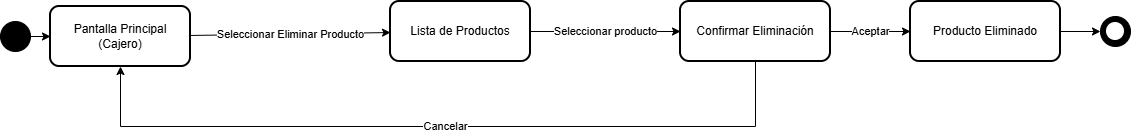 Pantalla Principal
(Cajero)
Seleccionar Eliminar Producto
Lista de Productos
Seleccionar producto
Confirmar Eliminación
Aceptar
Producto Eliminado
Cancelar